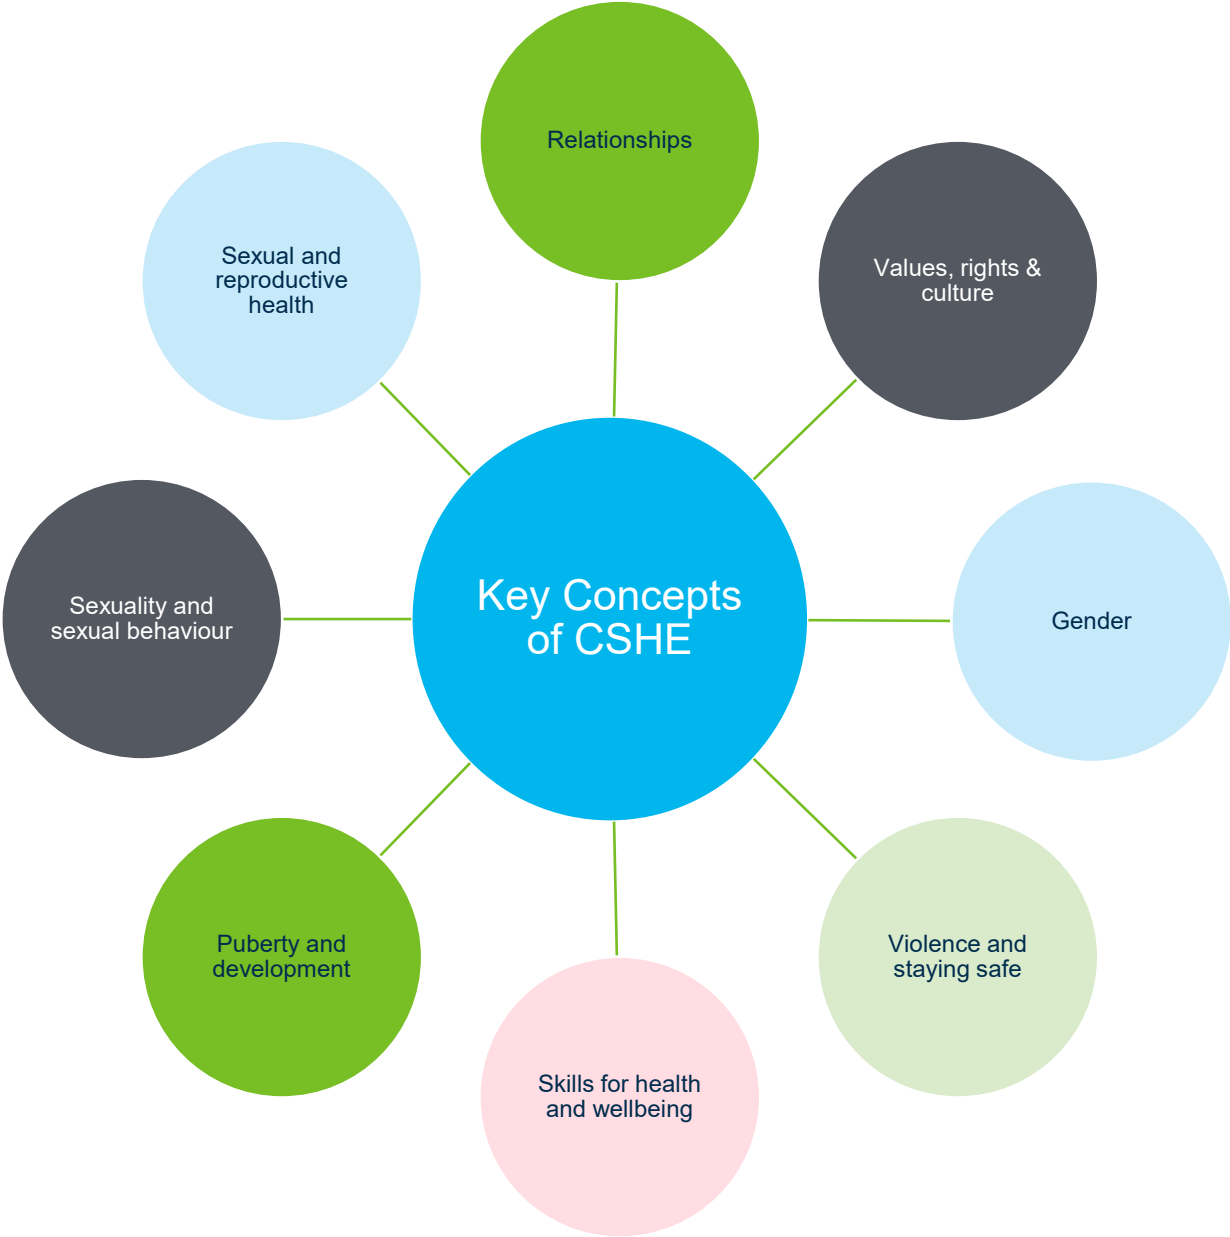 Relationships
Values, rights &
culture
Gender
Violence and
staying safe
Skills for health
and wellbeing
Puberty and
development
Sexuality and
sexual behaviour
Sexual and
reproductive
health
Key Concepts
of CSHE